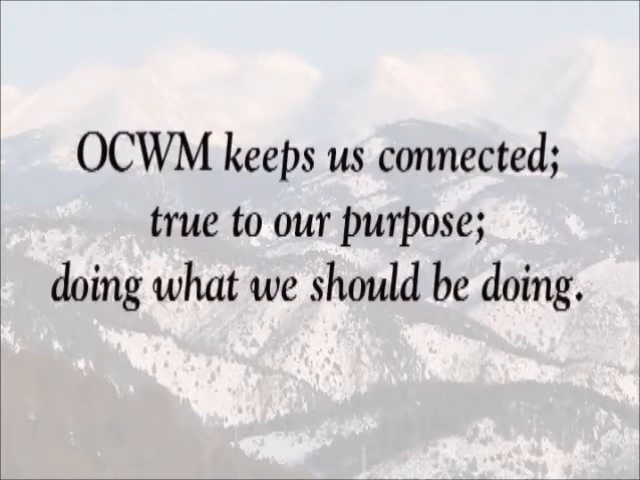 OCWM keeps us connected;
true to our purpose;
doing what we should be doing.